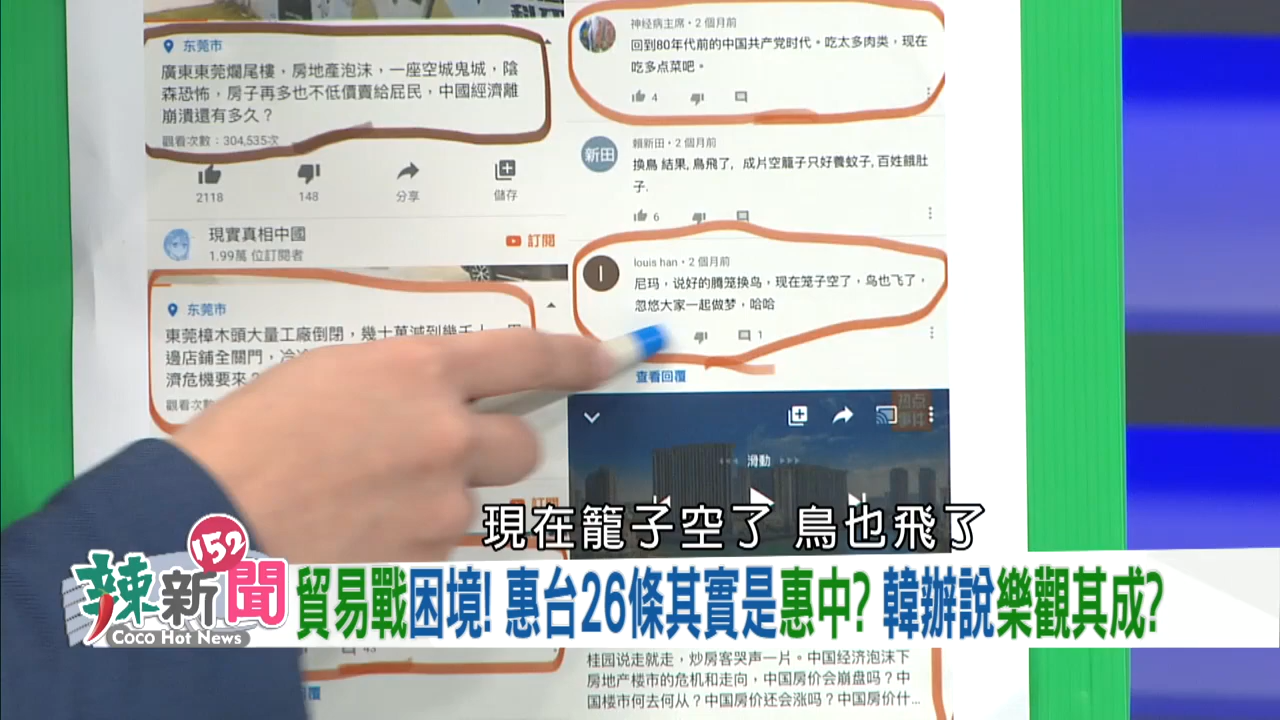 东莞市
廣東東莞爛尾樓，房地產泡沫，一座空城鬼城，陰
森恐怖，房子再多也不低價賣給屁民，中國經濟離
崩潰還有多久？
觀看次數：304,535次
2118
148
分享
儲存
現實真相中國
1.99萬 位訂閱者
訂閱
东莞市
東莞樟木頭大量工廠倒閉，幾十萬減到幾千人
邊店鋪全關門，冷
濟危機要來
觀看次數
訂閱
神经病主席・2 個月前
回到80年代前的中国共产党时代。吃太多肉类，现在
吃多点菜吧。
4
新田
賴新田・2 個月前
換鳥 結果, 鳥飛了, 成片空籠子只好養蚊子, 百姓餓肚
子.
6
l
louis han・2 個月前
尼玛，说好的腾笼换鸟，现在笼子空了，鸟也飞了，
忽悠大家一起做梦，哈哈
1
查看回覆
热点
事件
滑動
現在籠子空了 鳥也飛了
152
辣新聞
Coco Hot News
貿易戰困境! 惠台26條其實是惠中? 韓辦說樂觀其成?
43
桂园说走就走，炒房客哭声一片。中国经济泡沫下
房地产楼市的危机和走向，中国房价会崩盘吗？中
国楼市何去何从？中国房价还会涨吗？中国房价什...